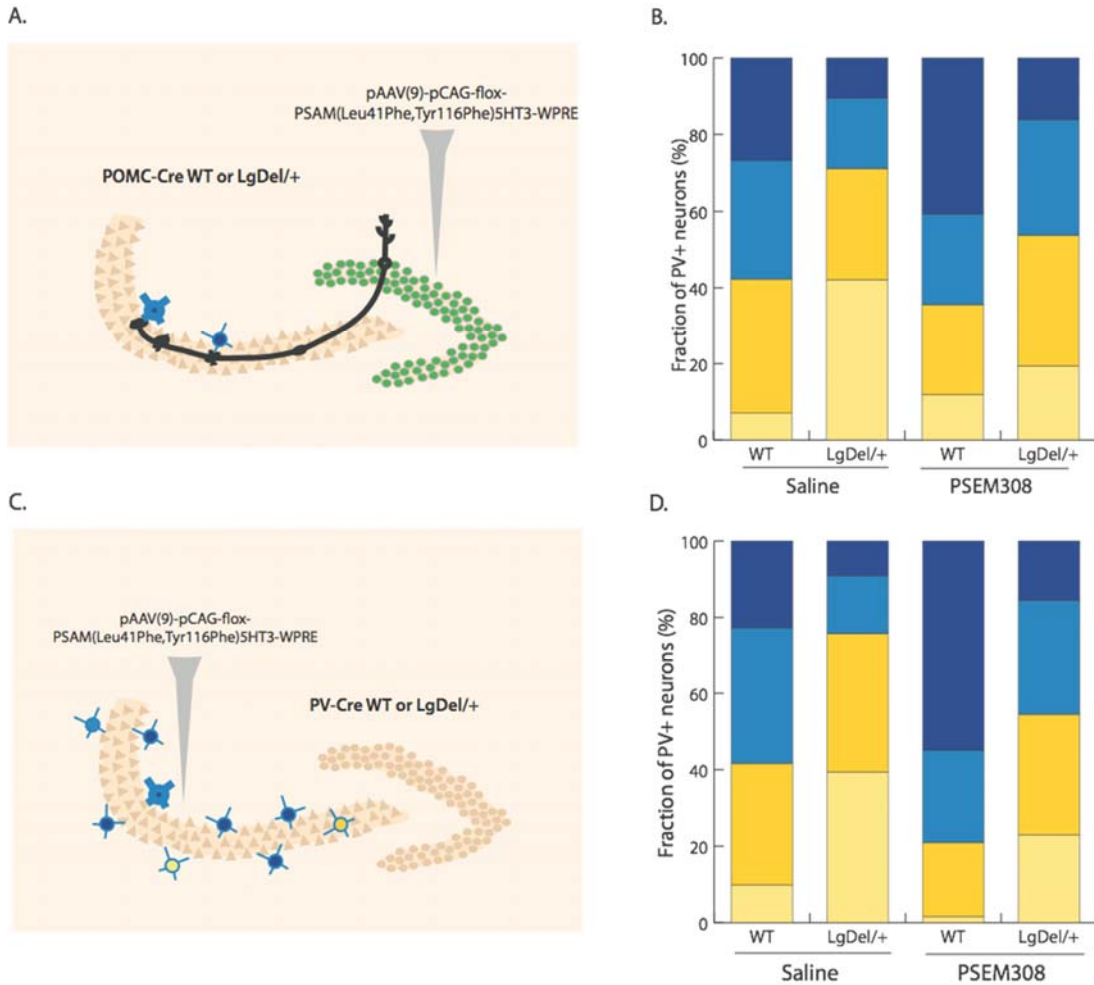 A.
pAAV(9)-pCAG-flox-
PSAM(Leu41Phe,Tyr116Phe)5HT3-WPRE
POMC-Cre WT or LgDel/+
B.
Fraction of PV+ neurons (%)
100
80
60
40
20
0
WT
LgDel/+
WT
LgDel/+
Saline
PSEM308
C.
pAAV(9)-pCAG-flox-
PSAM(Leu41Phe,Tyr116Phe)5HT3-WPRE
PV-Cre WT or LgDel/+
D.
Fraction of PV+ neurons (%)
100
80
60
40
20
0
WT
LgDel/+
WT
LgDel/+
Saline
PSEM308